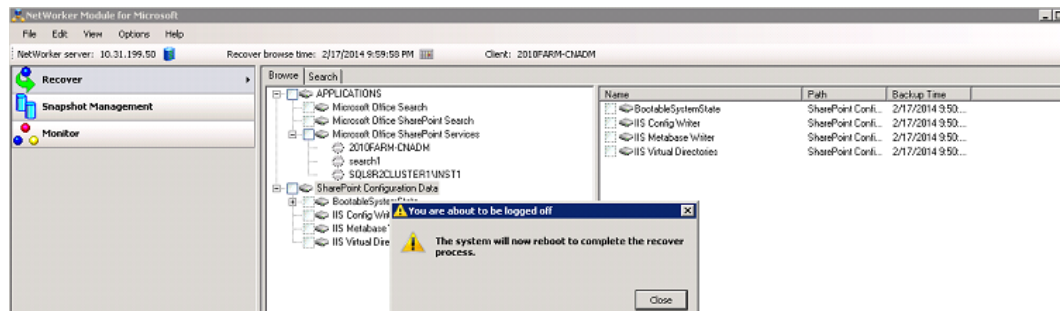 NetWorker Module for Microsoft
File Edit View Options Help
NetWorker server: 10.31.199.50 Recover browse time: 2/17/2014 9:59:58 PM Client: 2010FARM-CNADM
Recover
Snapshot Management
Monitor
Browse Search
APPLICATIONS
Microsoft Office Search
Microsoft Office SharePoint Search
Microsoft Office SharePoint Services
2010FARM-CNADM
search1
SQL8R2CLUSTER1\INST1
SharePoint Configuration Data
BootableSystemState
IIS Config Wri
IIS Metabase
IIS Virtual Dire
Name Path Backup Time
BootableSystemState SharePoint Confi... 2/17/2014 9:50:...
IIS Config Writer SharePoint Confi... 2/17/2014 9:50:...
IIS Metabase Writer SharePoint Confi... 2/17/2014 9:50:...
IIS Virtual Directories SharePoint Confi... 2/17/2014 9:50:...
You are about to be logged off
The system will now reboot to complete the recover
process.
Close